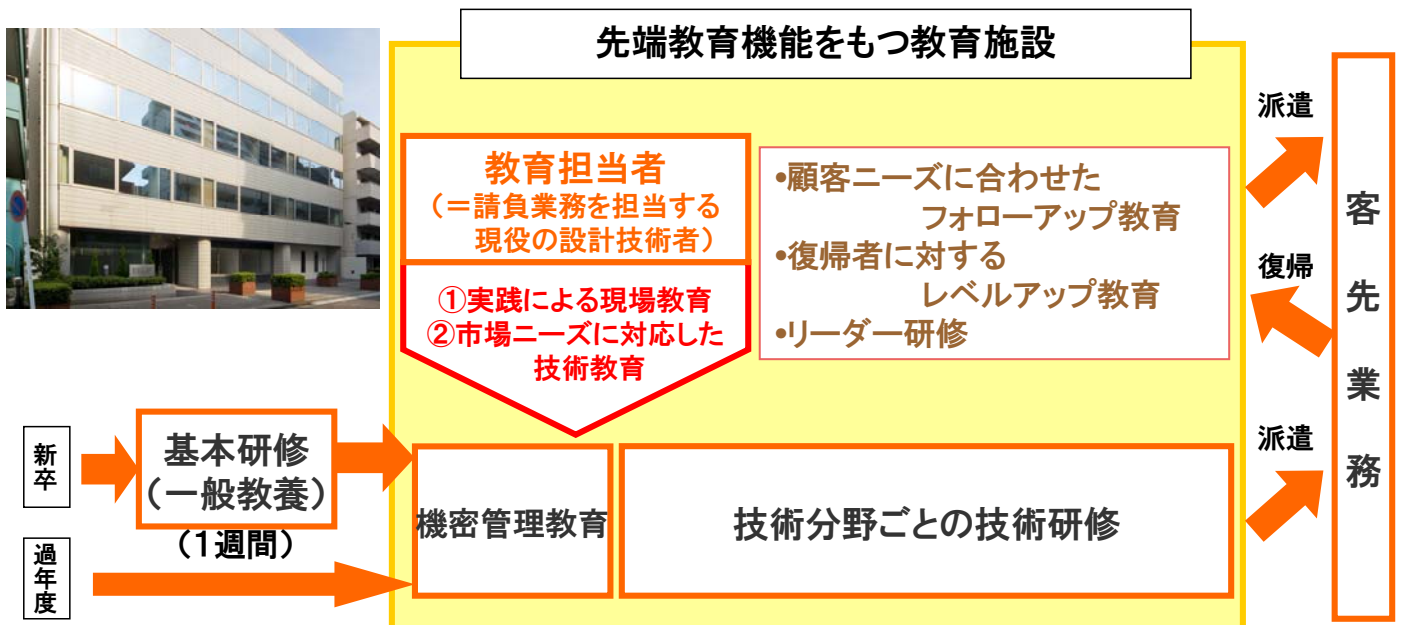 先端教育機能をもつ教育施設
教育担当者
（＝請負業務を担当する
現役の設計技術者）
①実践による現場教育
②市場ニーズに対応した
技術教育
•顧客ニーズに合わせた
フォローアップ教育
•復帰者に対する
レベルアップ教育
•リーダー研修
派遣
復帰
派遣
客先業務
新卒
基本研修
（一般教養）
（1週間）
過年度
機密管理教育
技術分野ごとの技術研修